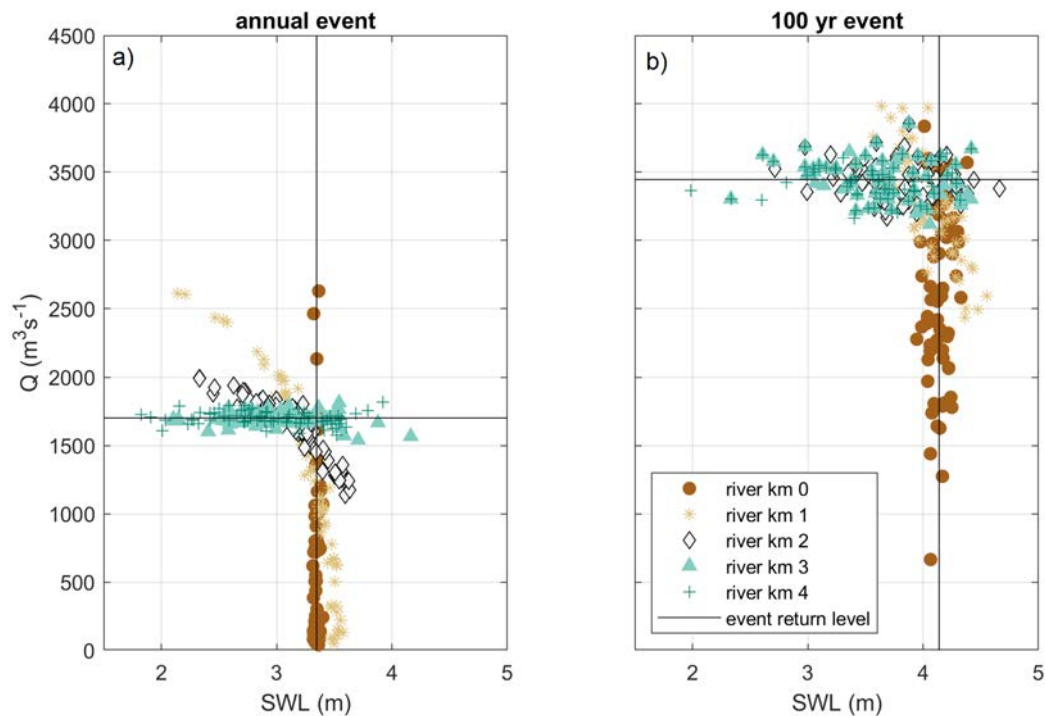 annual event
a)
4500
4000
3500
3000
2500
2000
1500
1000
500
0
Q (m³s⁻¹)
2
3
4
5
SWL (m)
100 yr event
b)
river km 0
river km 1
river km 2
river km 3
river km 4
event return level
2
3
4
5
SWL (m)